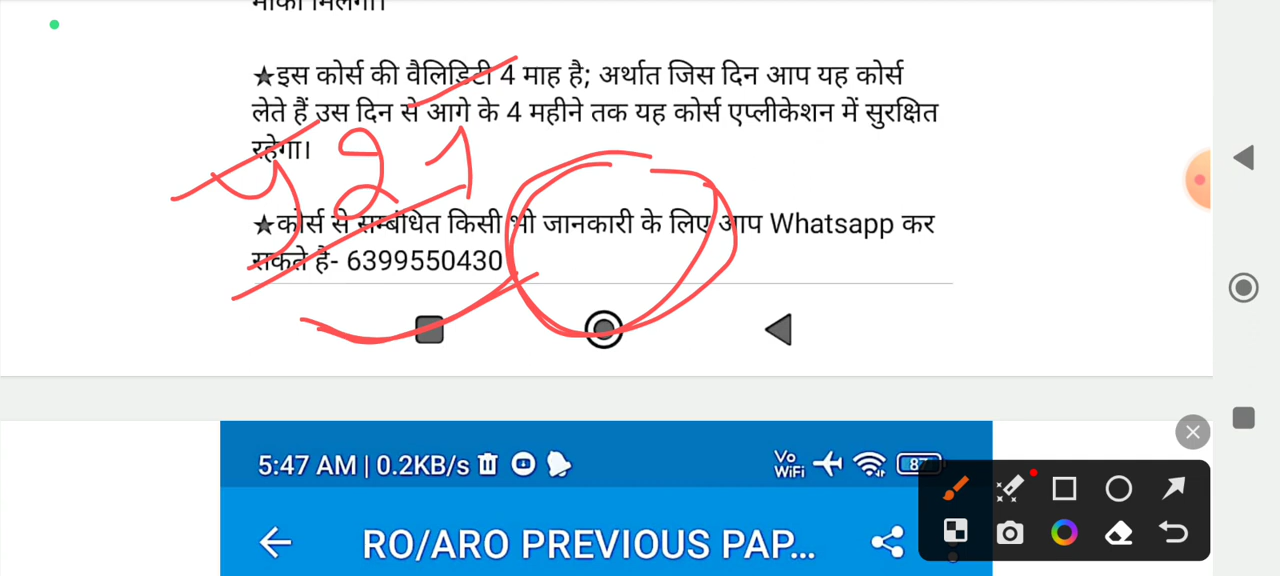 मौका मिलेगा।
★इस कोर्स की वैलिडिटी 4 माह है; अर्थात जिस दिन आप यह कोर्स
लेते हैं उस दिन से आगे के 4 महीने तक यह कोर्स एप्लीकेशन में सुरक्षित
रहेगा।
★कोर्स से सम्बंधित किसी भी जानकारी के लिए आप Whatsapp कर
सकते है- 6399550430
5:47 AM | 0.2KB/s
Vo
WiFi
87
RO/ARO PREVIOUS PAP...